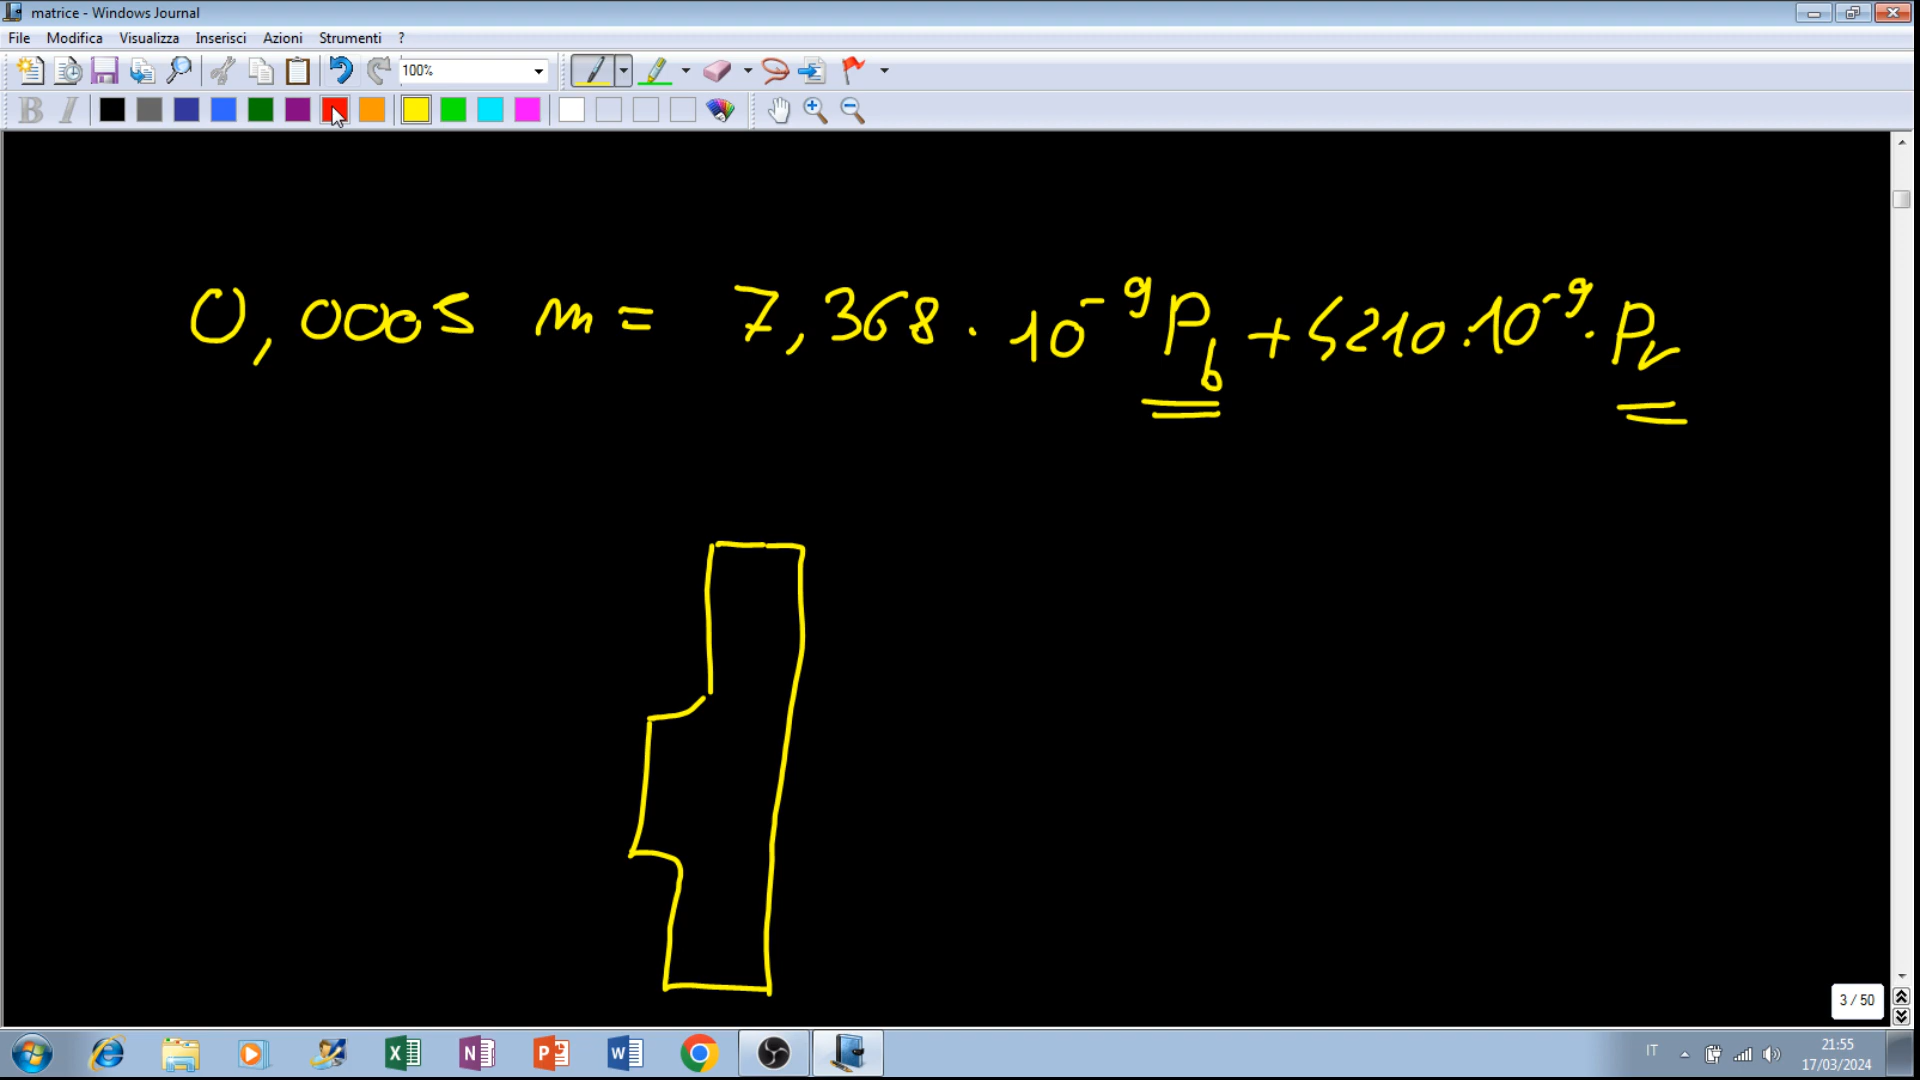 matrice - Windows Journal
File Modifica Visualizza Inserisci Azioni Strumenti ?
100%
B I
0,0005 m = 7,368 · 10⁻⁹ P_b + 5210 · 10⁻⁹ · P_r
3 / 50
IT
21:55
17/03/2024